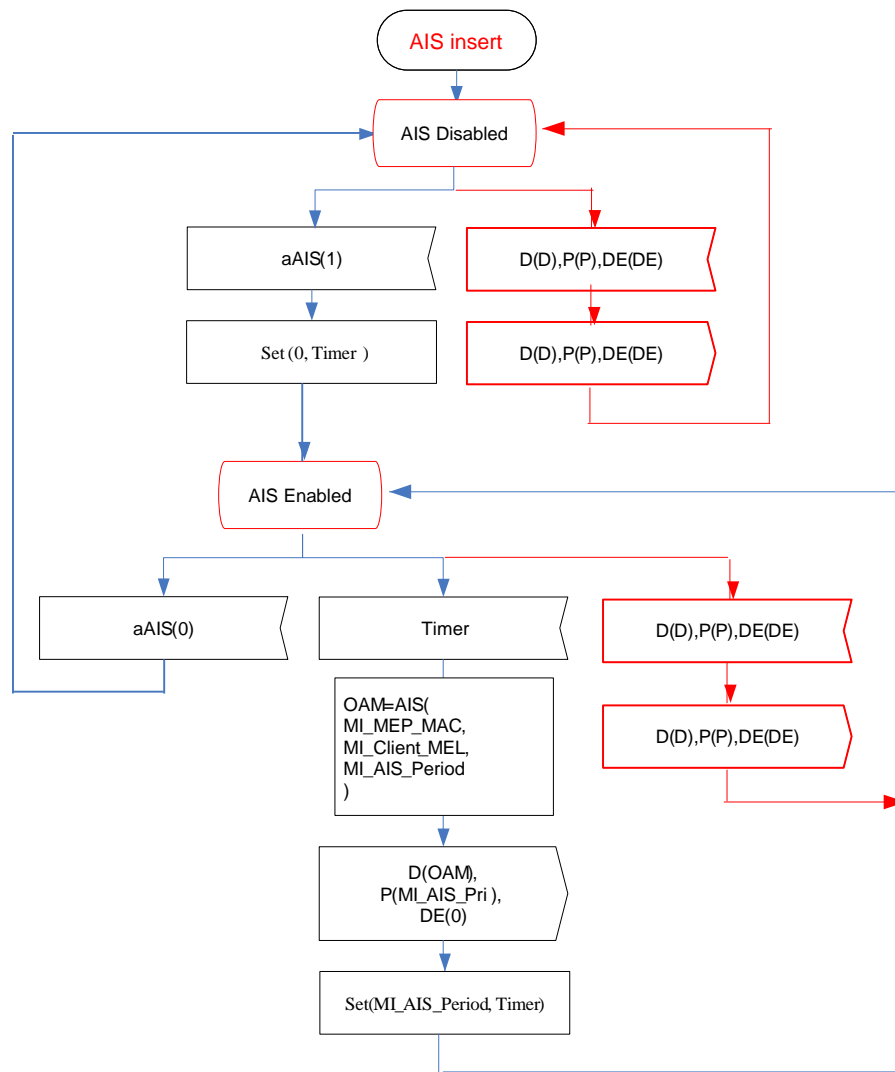 AIS insert
AIS Disabled
aAIS(1)
D(D),P(P),DE(DE)
Set (0, Timer )
D(D),P(P),DE(DE)
AIS Enabled
aAIS(0)
Timer
D(D),P(P),DE(DE)
OAM=AIS(
MI_MEP_MAC,
MI_Client_MEL,
MI_AIS_Period
)
D(D),P(P),DE(DE)
D(OAM),
P(MI_AIS_Pri ),
DE(0)
Set(MI_AIS_Period, Timer)